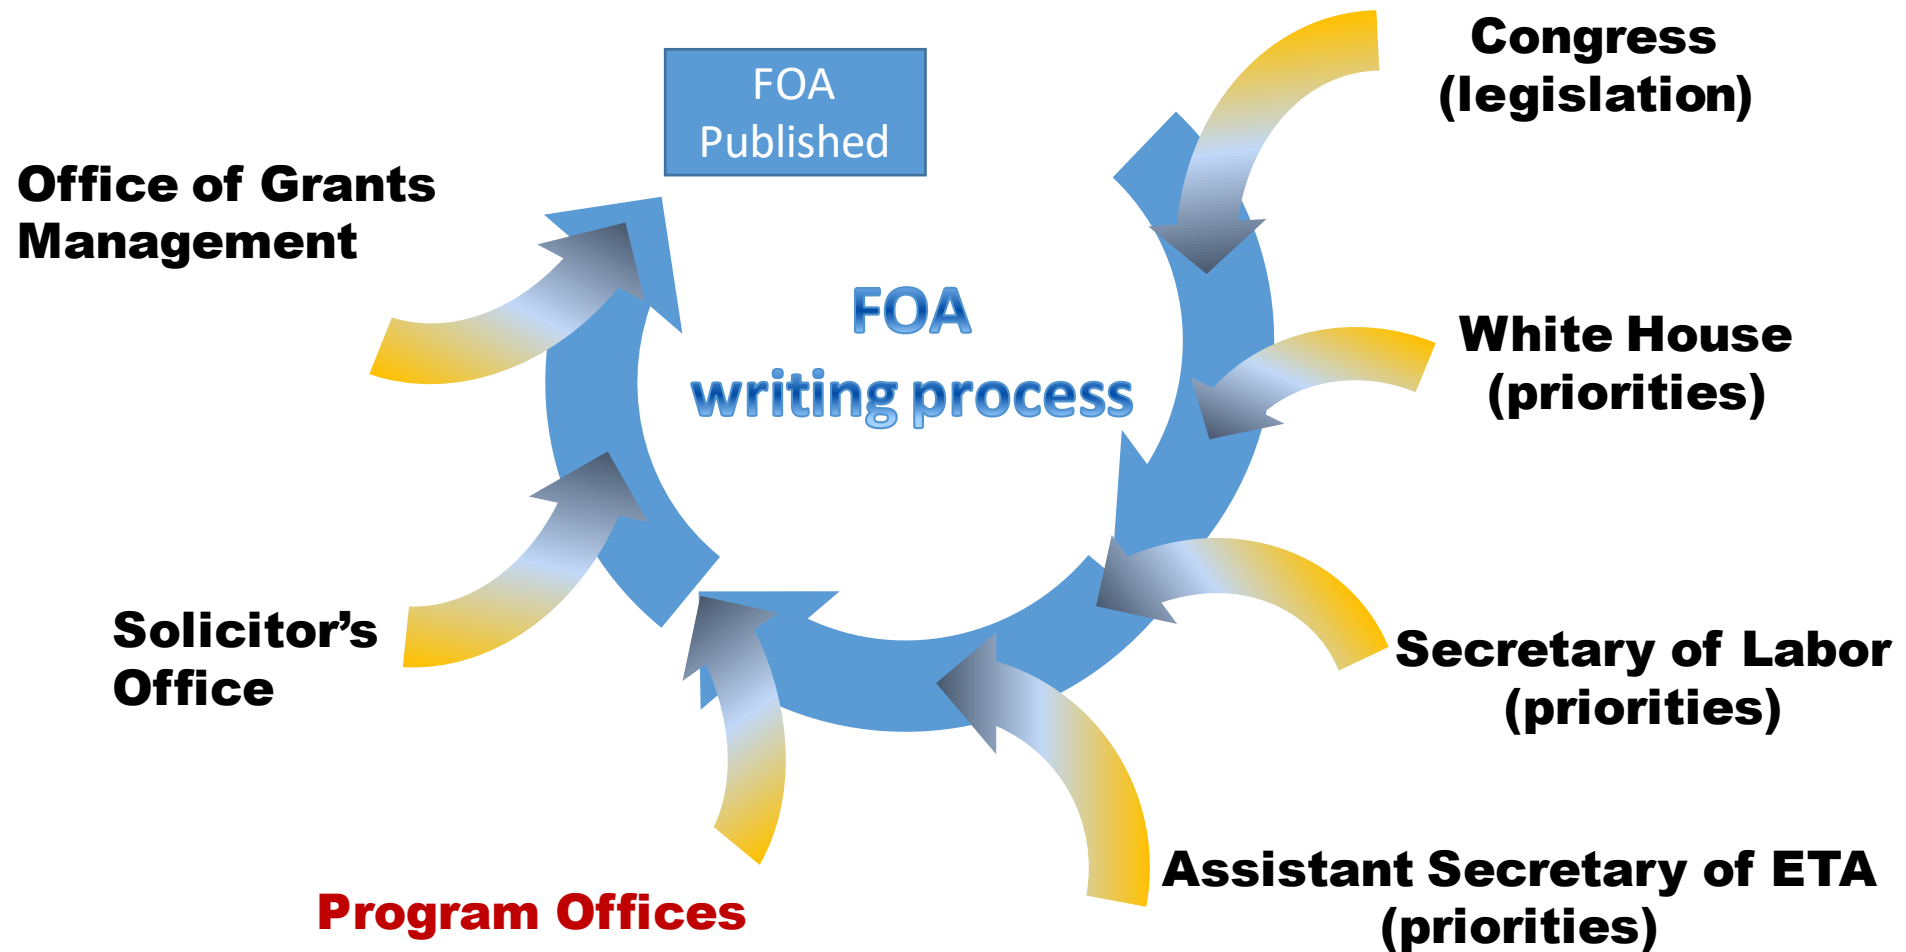 FOA
Published
Congress
(legislation)
Office of Grants
Management
FOA
writing process
White House
(priorities)
Solicitor’s
Office
Secretary of Labor
(priorities)
Program Offices
Assistant Secretary of ETA
(priorities)